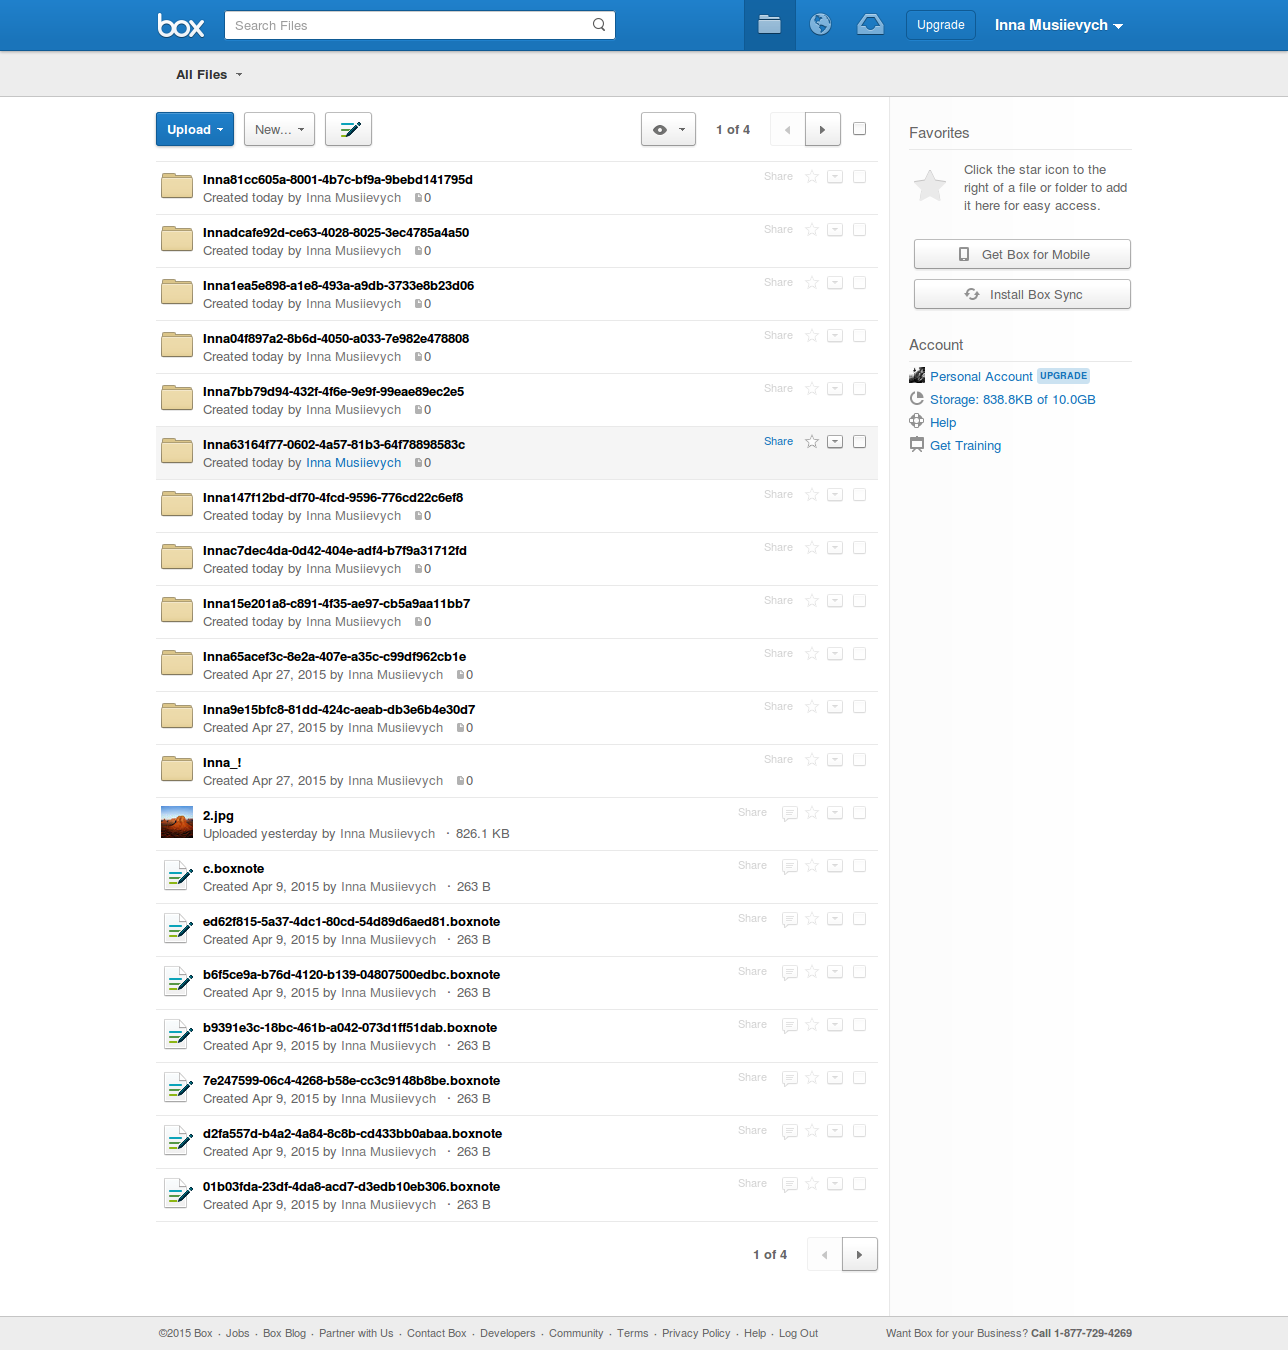 box
Search Files
Upgrade
Inna Musiievych
All Files
Upload
New...
1 of 4
Inna81cc605a-8001-4b7c-bf9a-9bebd141795d
Share
Created today by Inna Musiievych 0
Innadcafe92d-ce63-4028-8025-3ec4785a4a50
Share
Created today by Inna Musiievych 0
Inna1ea5e898-a1e8-493a-a9db-3733e8b23d06
Share
Created today by Inna Musiievych 0
Inna04f897a2-8b6d-4050-a033-7e982e478808
Share
Created today by Inna Musiievych 0
Inna7bb79d94-432f-4f6e-9e9f-99eae89ec2e5
Share
Created today by Inna Musiievych 0
Inna63164f77-0602-4a57-81b3-64f78898583c
Share
Created today by Inna Musiievych 0
Inna147f12bd-df70-4fcd-9596-776cd22c6ef8
Share
Created today by Inna Musiievych 0
Innac7dec4da-0d42-404e-adf4-b7f9a31712fd
Share
Created today by Inna Musiievych 0
Inna15e201a8-c891-4f35-ae97-cb5a9aa11bb7
Share
Created today by Inna Musiievych 0
Inna65acef3c-8e2a-407e-a35c-c99df962cb1e
Share
Created Apr 27, 2015 by Inna Musiievych 0
Inna9e15bfc8-81dd-424c-aeab-db3e6b4e30d7
Share
Created Apr 27, 2015 by Inna Musiievych 0
Inna_!
Share
Created Apr 27, 2015 by Inna Musiievych 0
2.jpg
Share
Uploaded yesterday by Inna Musiievych · 826.1 KB
c.boxnote
Share
Created Apr 9, 2015 by Inna Musiievych · 263 B
ed62f815-5a37-4dc1-80cd-54d89d6aed81.boxnote
Share
Created Apr 9, 2015 by Inna Musiievych · 263 B
b6f5ce9a-b76d-4120-b139-04807500edbc.boxnote
Share
Created Apr 9, 2015 by Inna Musiievych · 263 B
b9391e3c-18bc-461b-a042-073d1ff51dab.boxnote
Share
Created Apr 9, 2015 by Inna Musiievych · 263 B
7e247599-06c4-4268-b58e-cc3c9148b8be.boxnote
Share
Created Apr 9, 2015 by Inna Musiievych · 263 B
d2fa557d-b4a2-4a84-8c8b-cd433bb0abaa.boxnote
Share
Created Apr 9, 2015 by Inna Musiievych · 263 B
01b03fda-23df-4da8-acd7-d3edb10eb306.boxnote
Share
Created Apr 9, 2015 by Inna Musiievych · 263 B
1 of 4
Favorites
Click the star icon to the
right of a file or folder to add
it here for easy access.
Get Box for Mobile
Install Box Sync
Account
Personal Account UPGRADE
Storage: 838.8KB of 10.0GB
Help
Get Training
©2015 Box · Jobs · Box Blog · Partner with Us · Contact Box · Developers · Community · Terms · Privacy Policy · Help · Log Out
Want Box for your Business? Call 1-877-729-4269